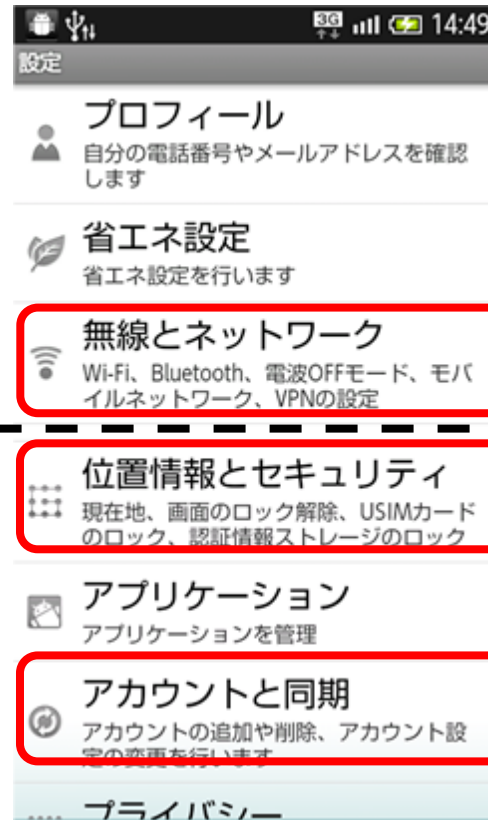 3G 14:49
設定
プロフィール
自分の電話番号やメールアドレスを確認
します
省エネ設定
省エネ設定を行います
無線とネットワーク
Wi-Fi、Bluetooth、電波OFFモード、モバ
イルネットワーク、VPNの設定
位置情報とセキュリティ
現在地、画面のロック解除、USIMカード
のロック、認証情報ストレージのロック
アプリケーション
アプリケーションを管理
アカウントと同期
アカウントの追加や削除、アカウント設
定の変更を行います
プライバシー